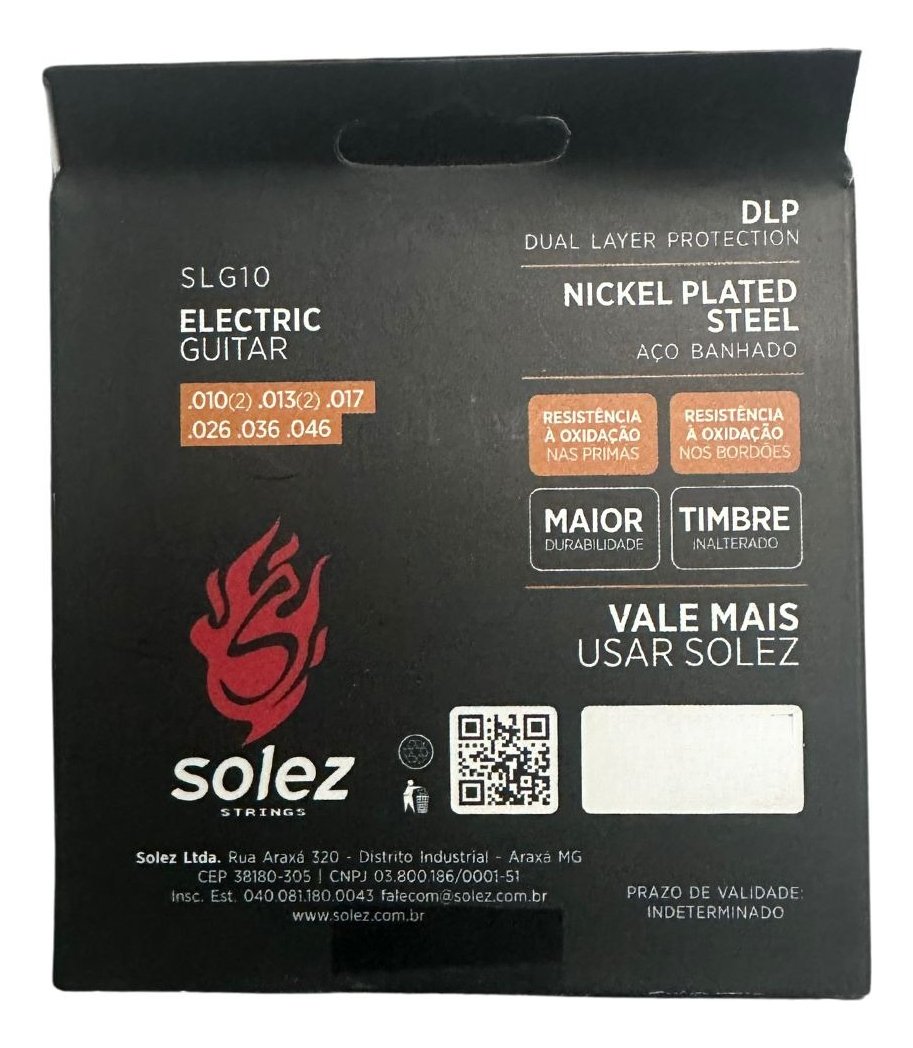 DLP
DUAL LAYER PROTECTION
SLG10
ELECTRIC
GUITAR
.010(2) .013(2) .017
.026 .036 .046
NICKEL PLATED
STEEL
AÇO BANHADO
RESISTÊNCIA
À OXIDAÇÃO
NAS PRIMAS
RESISTÊNCIA
À OXIDAÇÃO
NOS BORDÕES
MAIOR
DURABILIDADE
TIMBRE
INALTERADO
VALE MAIS
USAR SOLEZ
solez
STRINGS
Solez Ltda. Rua Araxá 320 - Distrito Industrial - Araxá MG
CEP 38180-305 | CNPJ 03.800.186/0001-51
Insc. Est. 040.081.180.0043 falecom@solez.com.br
www.solez.com.br
PRAZO DE VALIDADE:
INDETERMINADO